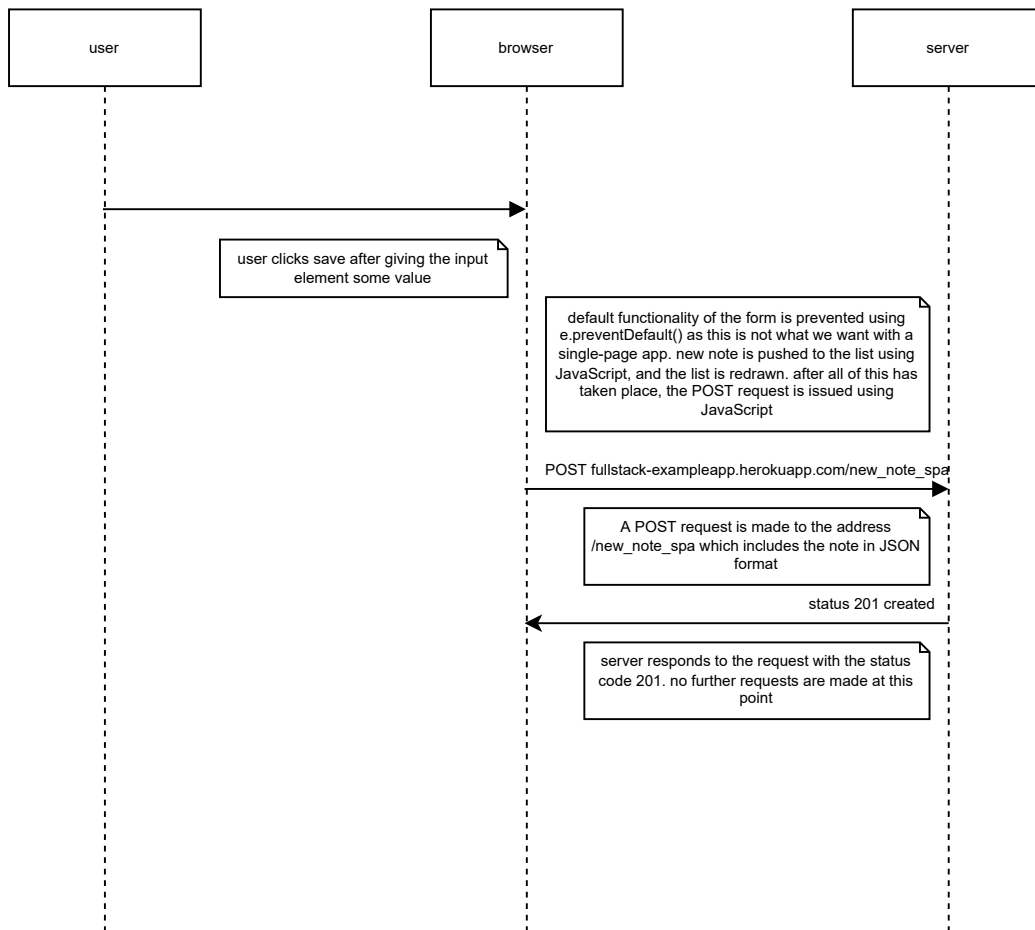 user
browser
server
user clicks save after giving the input
element some value
default functionality of the form is prevented using
e.preventDefault() as this is not what we want with a
single-page app. new note is pushed to the list using
JavaScript, and the list is redrawn. after all of this has
taken place, the POST request is issued using
JavaScript
POST fullstack-exampleapp.herokuapp.com/new_note_spa
A POST request is made to the address
/new_note_spa which includes the note in JSON
format
status 201 created
server responds to the request with the status
code 201. no further requests are made at this
point